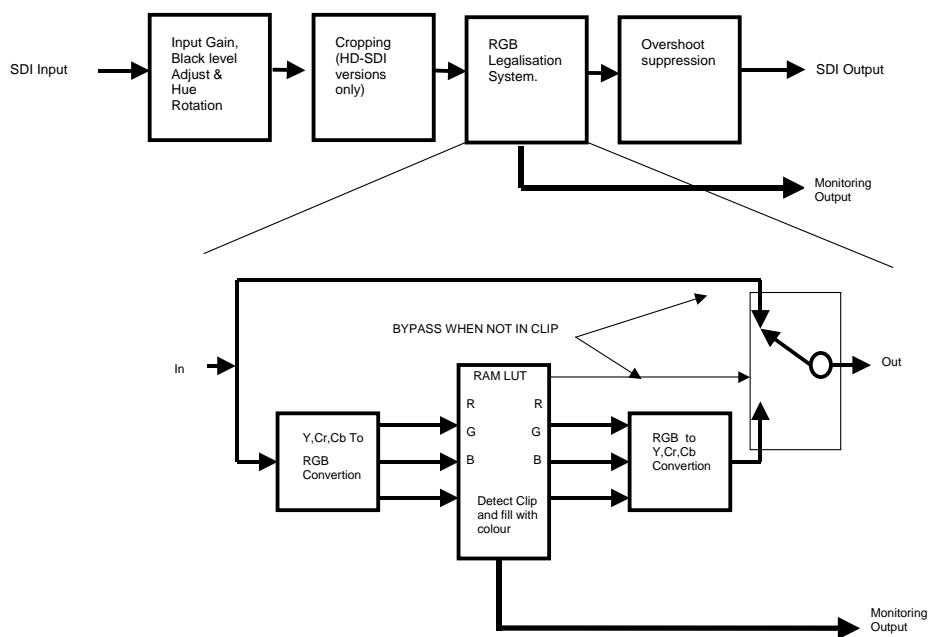 SDI Input
Input Gain,
Black level
Adjust &
Hue
Rotation
Cropping
(HD-SDI
versions
only)
RGB
Legalisation
System.
Overshoot
suppression
SDI Output
Monitoring
Output
BYPASS WHEN NOT IN CLIP
In
Out
Y,Cr,Cb To
RGB
Convertion
RAM LUT
R R
G G
B B
Detect Clip
and fill with
colour
RGB to
Y,Cr,Cb
Convertion
Monitoring
Output